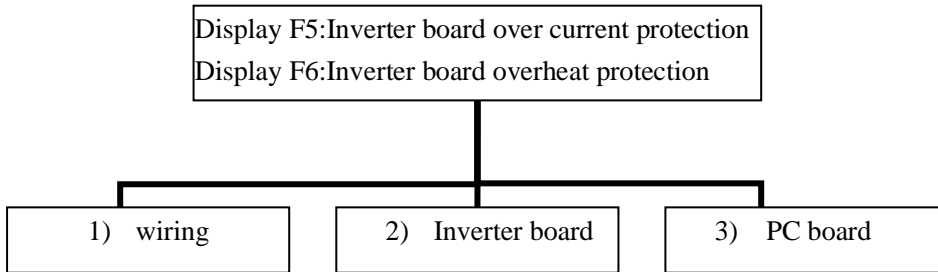 Display F5:Inverter board over current protection
Display F6:Inverter board overheat protection
1) wiring
2) Inverter board
3) PC board